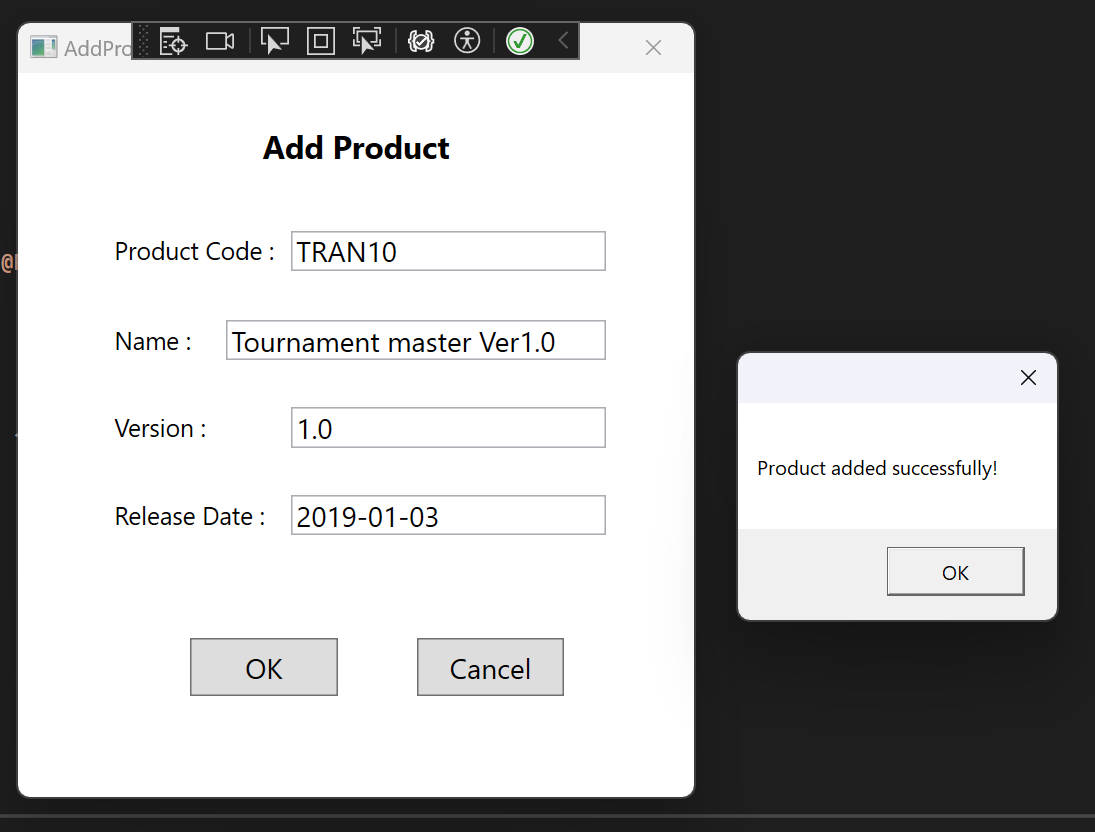 AddPro
Add Product
Product Code :
TRAN10
Name :
Tournament master Ver1.0
Version :
1.0
Release Date :
2019-01-03
OK
Cancel
Product added successfully!
OK